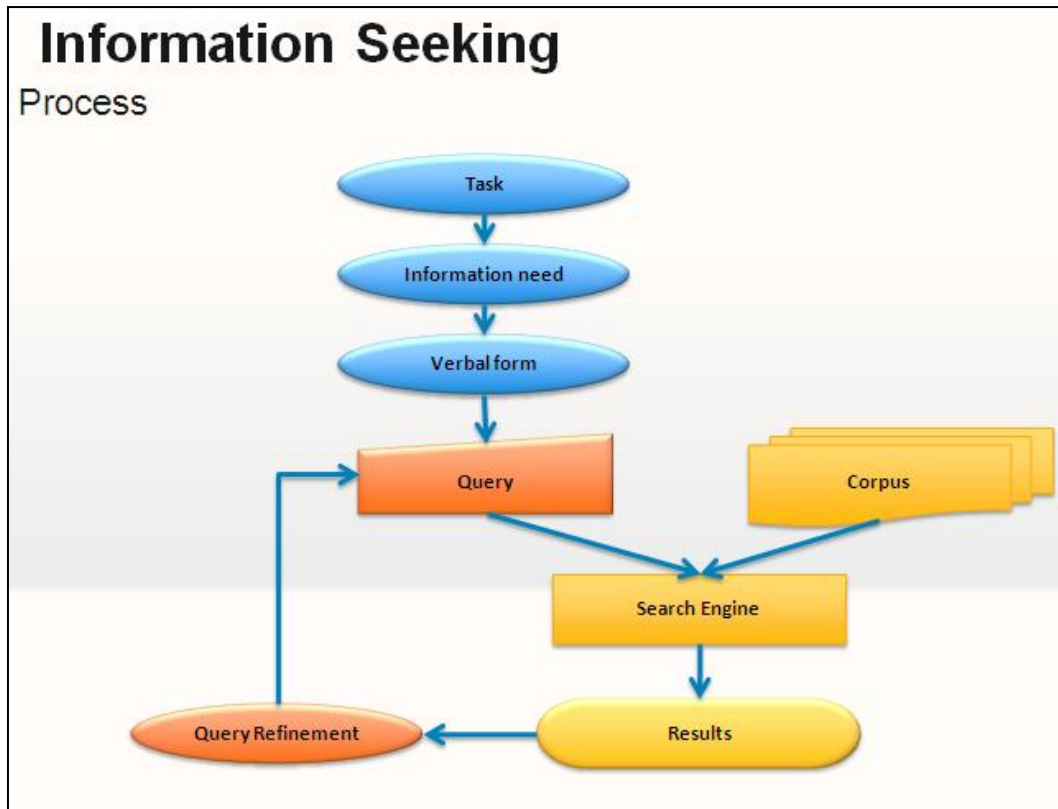 Information Seeking
Process
Task
Information need
Verbal form
Query
Corpus
Search Engine
Query Refinement
Results